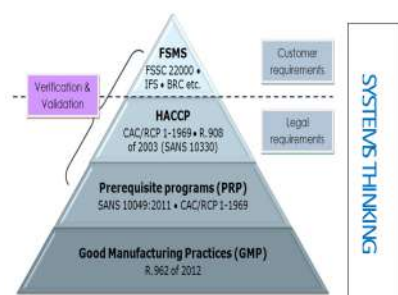 FSMS
FSSC 22000 •
IFS • BRC etc.
Customer
requirements
Verification &
Validation
HACCP
CAC/RCP 1-1969 • R.908
of 2003 (SANS 10330)
Legal
requirements
Prerequisite programs (PRP)
SANS 10049:2011 • CAC/RCP 1-1969
Good Manufacturing Practices (GMP)
R.962 of 2012
SYSTEMS THINKING